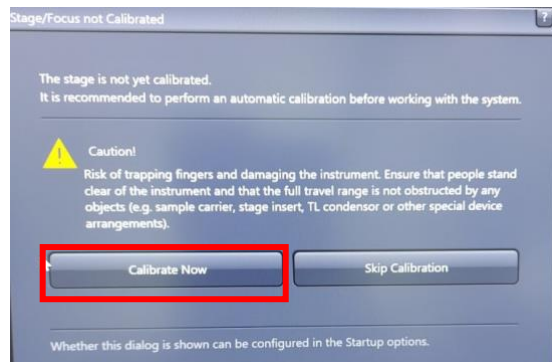 Stage/Focus not Calibrated
?
The stage is not yet calibrated.
It is recommended to perform an automatic calibration before working with the system.
!
Caution!
Risk of trapping fingers and damaging the instrument. Ensure that people stand
clear of the instrument and that the full travel range is not obstructed by any
objects (e.g. sample carrier, stage insert, TL condensor or other special device
arrangements).
Calibrate Now
Skip Calibration
Whether this dialog is shown can be configured in the Startup options.